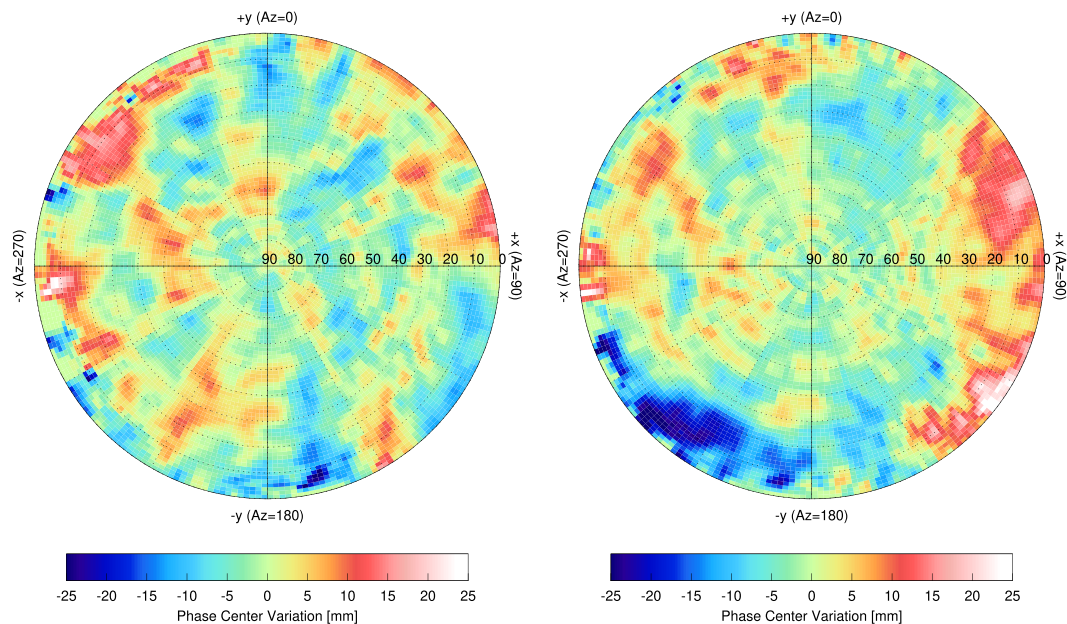 +y (Az=0)
-x (Az=270)
90 80 70 60 50 40 30 20 10 0
+x (Az=90)
-y (Az=180)
-25 -20 -15 -10 -5 0 5 10 15 20 25
Phase Center Variation [mm]
+y (Az=0)
-x (Az=270)
90 80 70 60 50 40 30 20 10 0
+x (Az=90)
-y (Az=180)
-25 -20 -15 -10 -5 0 5 10 15 20 25
Phase Center Variation [mm]